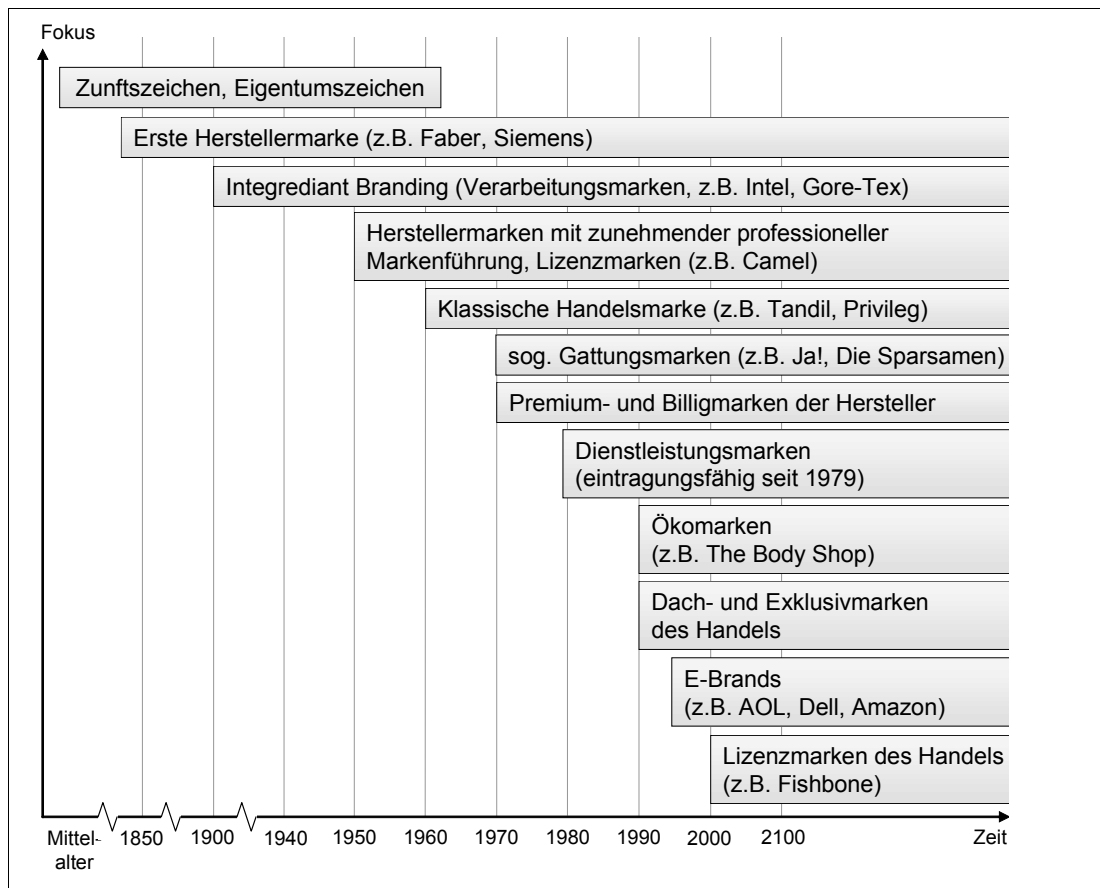 Fokus
Zunftszeichen, Eigentumszeichen
Erste Herstellermarke (z.B. Faber, Siemens)
Integrediant Branding (Verarbeitungsmarken, z.B. Intel, Gore-Tex)
Herstellermarken mit zunehmender professioneller
Markenführung, Lizenzmarken (z.B. Camel)
Klassische Handelsmarke (z.B. Tandil, Privileg)
sog. Gattungsmarken (z.B. Ja!, Die Sparsamen)
Premium- und Billigmarken der Hersteller
Dienstleistungsmarken
(eintragungsfähig seit 1979)
Ökomarken
(z.B. The Body Shop)
Dach- und Exklusivmarken
des Handels
E-Brands
(z.B. AOL, Dell, Amazon)
Lizenzmarken des Handels
(z.B. Fishbone)
Mittel-
alter
1850 1900 1940 1950 1960 1970 1980 1990 2000 2100 Zeit